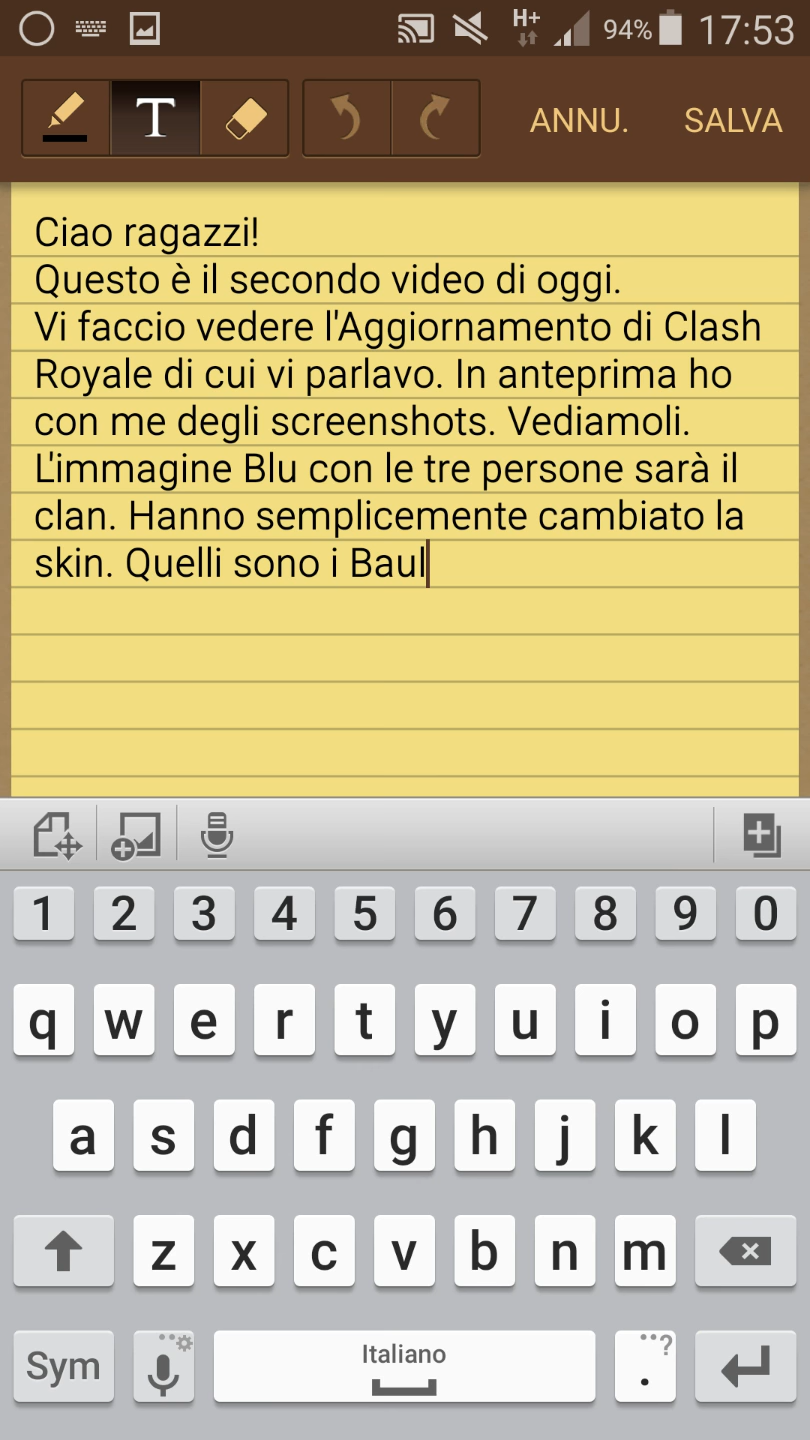 H+ 94% 17:53
T ANNU. SALVA
Ciao ragazzi!
Questo è il secondo video di oggi.
Vi faccio vedere l'Aggiornamento di Clash
Royale di cui vi parlavo. In anteprima ho
con me degli screenshots. Vediamoli.
L'immagine Blu con le tre persone sarà il
clan. Hanno semplicemente cambiato la
skin. Quelli sono i Baul
1 2 3 4 5 6 7 8 9 0
q w e r t y u i o p
a s d f g h j k l
z x c v b n m
Sym Italiano . ?